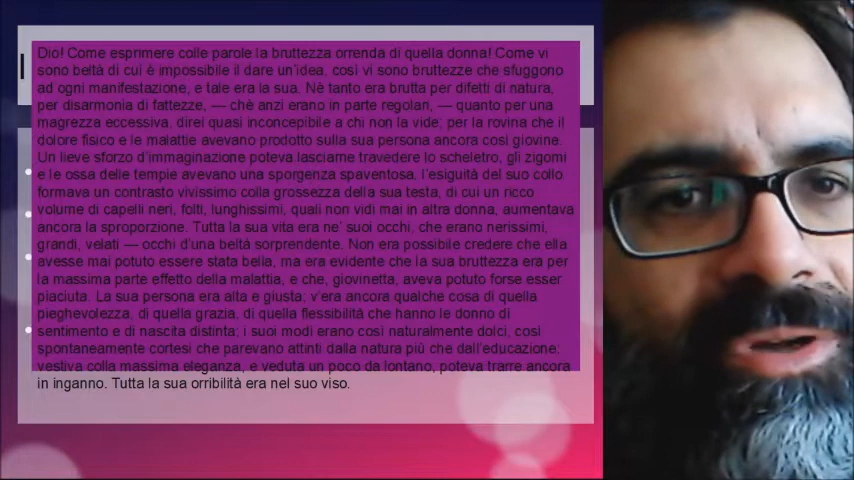 Dio! Come esprimere colle parole la bruttezza orrenda di quella donna! Come vi
sono beltà di cui è impossibile il dare un'idea, così vi sono bruttezze che sfuggono
ad ogni manifestazione, e tale era la sua. Nè tanto era brutta per difetti di natura,
per disarmonia di fattezze, — chè anzi erano in parte regolari, — quanto per una
magrezza eccessiva, direi quasi inconcepibile a chi non la vide; per la rovina che il
dolore fisico e le malattie avevano prodotto sulla sua persona ancora così giovine.
Un lieve sforzo d'immaginazione poteva lasciarne travedere lo scheletro, gli zigomi
e le ossa delle tempie avevano una sporgenza spaventosa, l'esiguità del suo collo
formava un contrasto vivissimo colla grossezza della sua testa, di cui un ricco
volume di capelli neri, folti, lunghissimi, quali non vidi mai in altra donna, aumentava
ancora la sproporzione. Tutta la sua vita era ne' suoi occhi, che erano nerissimi,
grandi, velati — occhi d'una beltà sorprendente. Non era possibile credere che ella
avesse mai potuto essere stata bella, ma era evidente che la sua bruttezza era per
la massima parte effetto della malattia, e che, giovinetta, aveva potuto forse esser
piaciuta. La sua persona era alta e giusta; v'era ancora qualche cosa di quella
pieghevolezza, di quella grazia, di quella flessibilità che hanno le donne di
sentimento e di nascita distinta; i suoi modi erano così naturalmente dolci, così
spontaneamente cortesi che parevano attinti dalla natura più che dall'educazione:
vestiva colla massima eleganza, e veduta un poco da lontano, poteva trarre ancora
in inganno. Tutta la sua orribilità era nel suo viso.